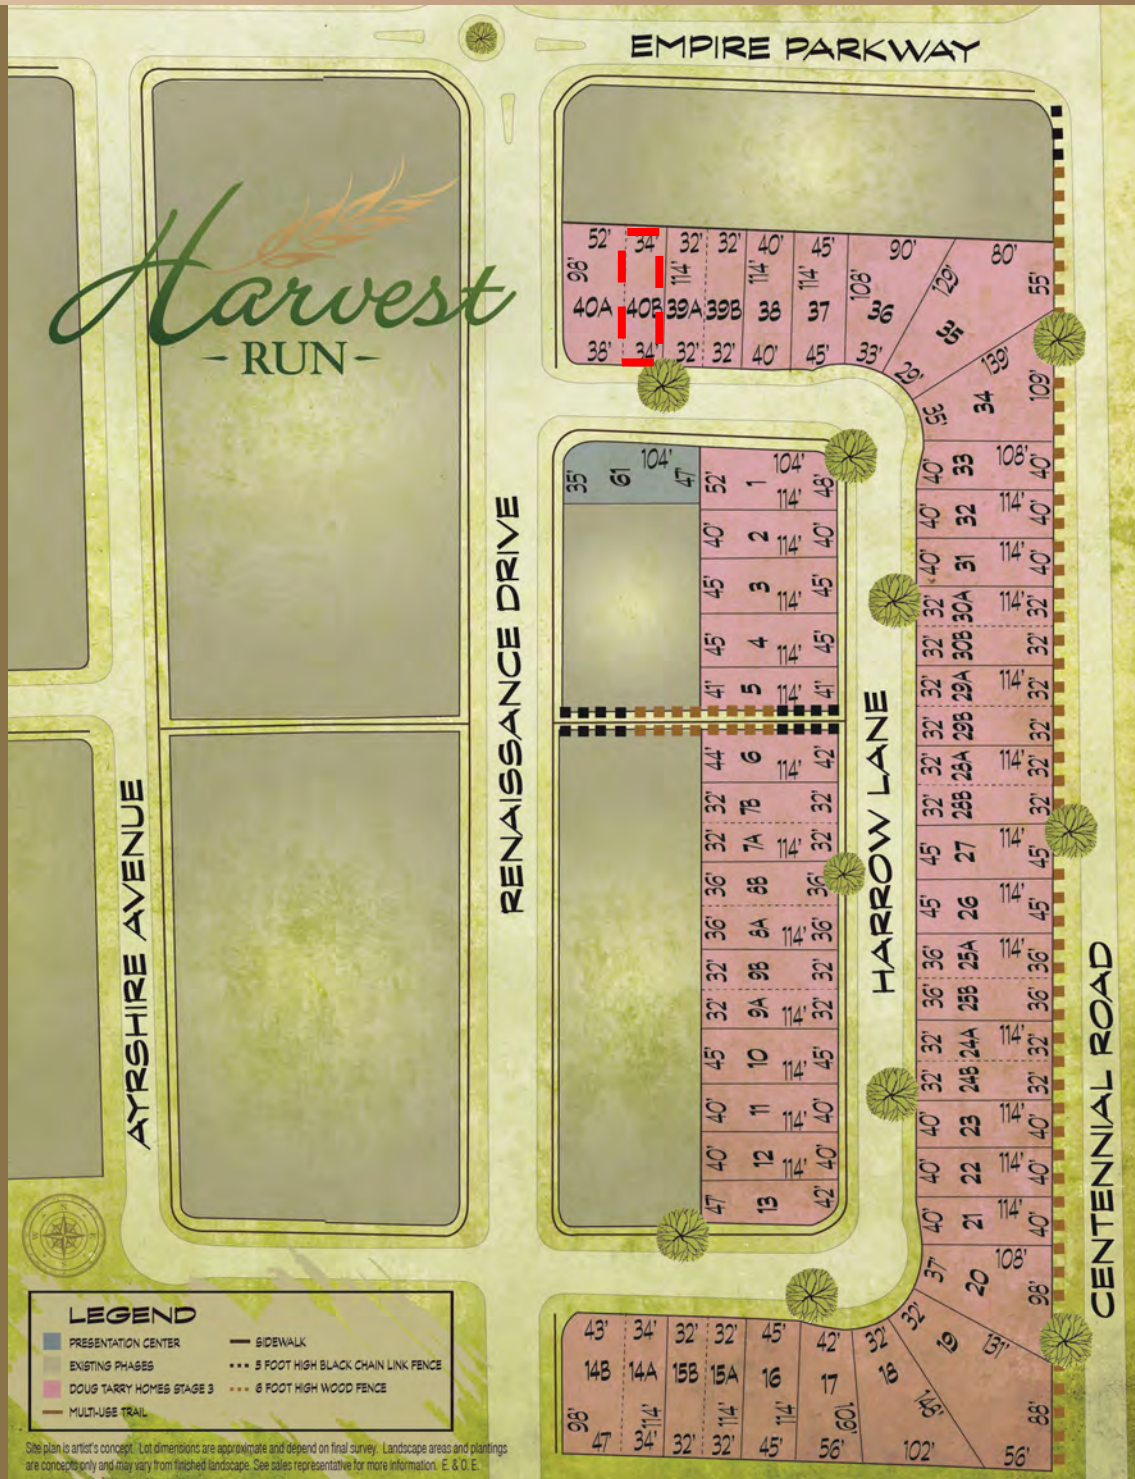 EMPIRE PARKWAY
Harvest
- RUN -
52' 34' 32' 32' 40' 45' 90' 80'
98' 114' 114' 114' 108' 129' 55'
40A 40B 39A 39B 38 37 36 35
38' 34' 32' 32' 40' 45' 33' 29' 139'
35' 34 109'
35' 61 104' 47' 52' 1 104' 114' 48'
40' 33 108' 40'
40' 2 114' 40'
40' 32 114' 40'
45' 3 114' 45'
40' 31 114' 40'
32' 30A 114' 32'
45' 4 114' 45'
32' 30B 32'
41' 5 114' 41'
32' 29A 114' 32'
32' 29B 32'
44' 6 114' 42'
32' 28A 114' 32'
32' 7B 32'
32' 28B 32'
32' 7A 114' 32'
45' 27 114' 45'
36' 8B 36'
45' 26 114' 45'
36' 8A 114' 36'
36' 25A 114' 36'
32' 9B 32'
36' 25B 36'
32' 9A 114' 32'
32' 24A 114' 32'
45' 10 114' 45'
32' 24B 32'
40' 11 114' 40'
40' 23 114' 40'
40' 12 114' 40'
40' 22 114' 40'
47' 13 42'
40' 21 114' 40'
37' 20 108' 98'
32' 19 131'
AYRSHIRE AVENUE
RENAISSANCE DRIVE
HARROW LANE
CENTENNIAL ROAD
43' 34' 32' 32' 45' 42' 32'
14B 14A 15B 15A 16 17 18
98' 114' 114' 114' 109' 146' 88'
47' 34' 32' 32' 45' 56' 102' 56'
N
E
S
W
LEGEND
PRESENTATION CENTER
EXISTING PHASES
DOUG TARRY HOMES STAGE 3
MULTI-USE TRAIL
SIDEWALK
5 FOOT HIGH BLACK CHAIN LINK FENCE
6 FOOT HIGH WOOD FENCE
Site plan is artist's concept. Lot dimensions are approximate and depend on final survey. Landscape areas and plantings
are concepts only and may vary from finished landscape. See sales representative for more information. E. & O. E.